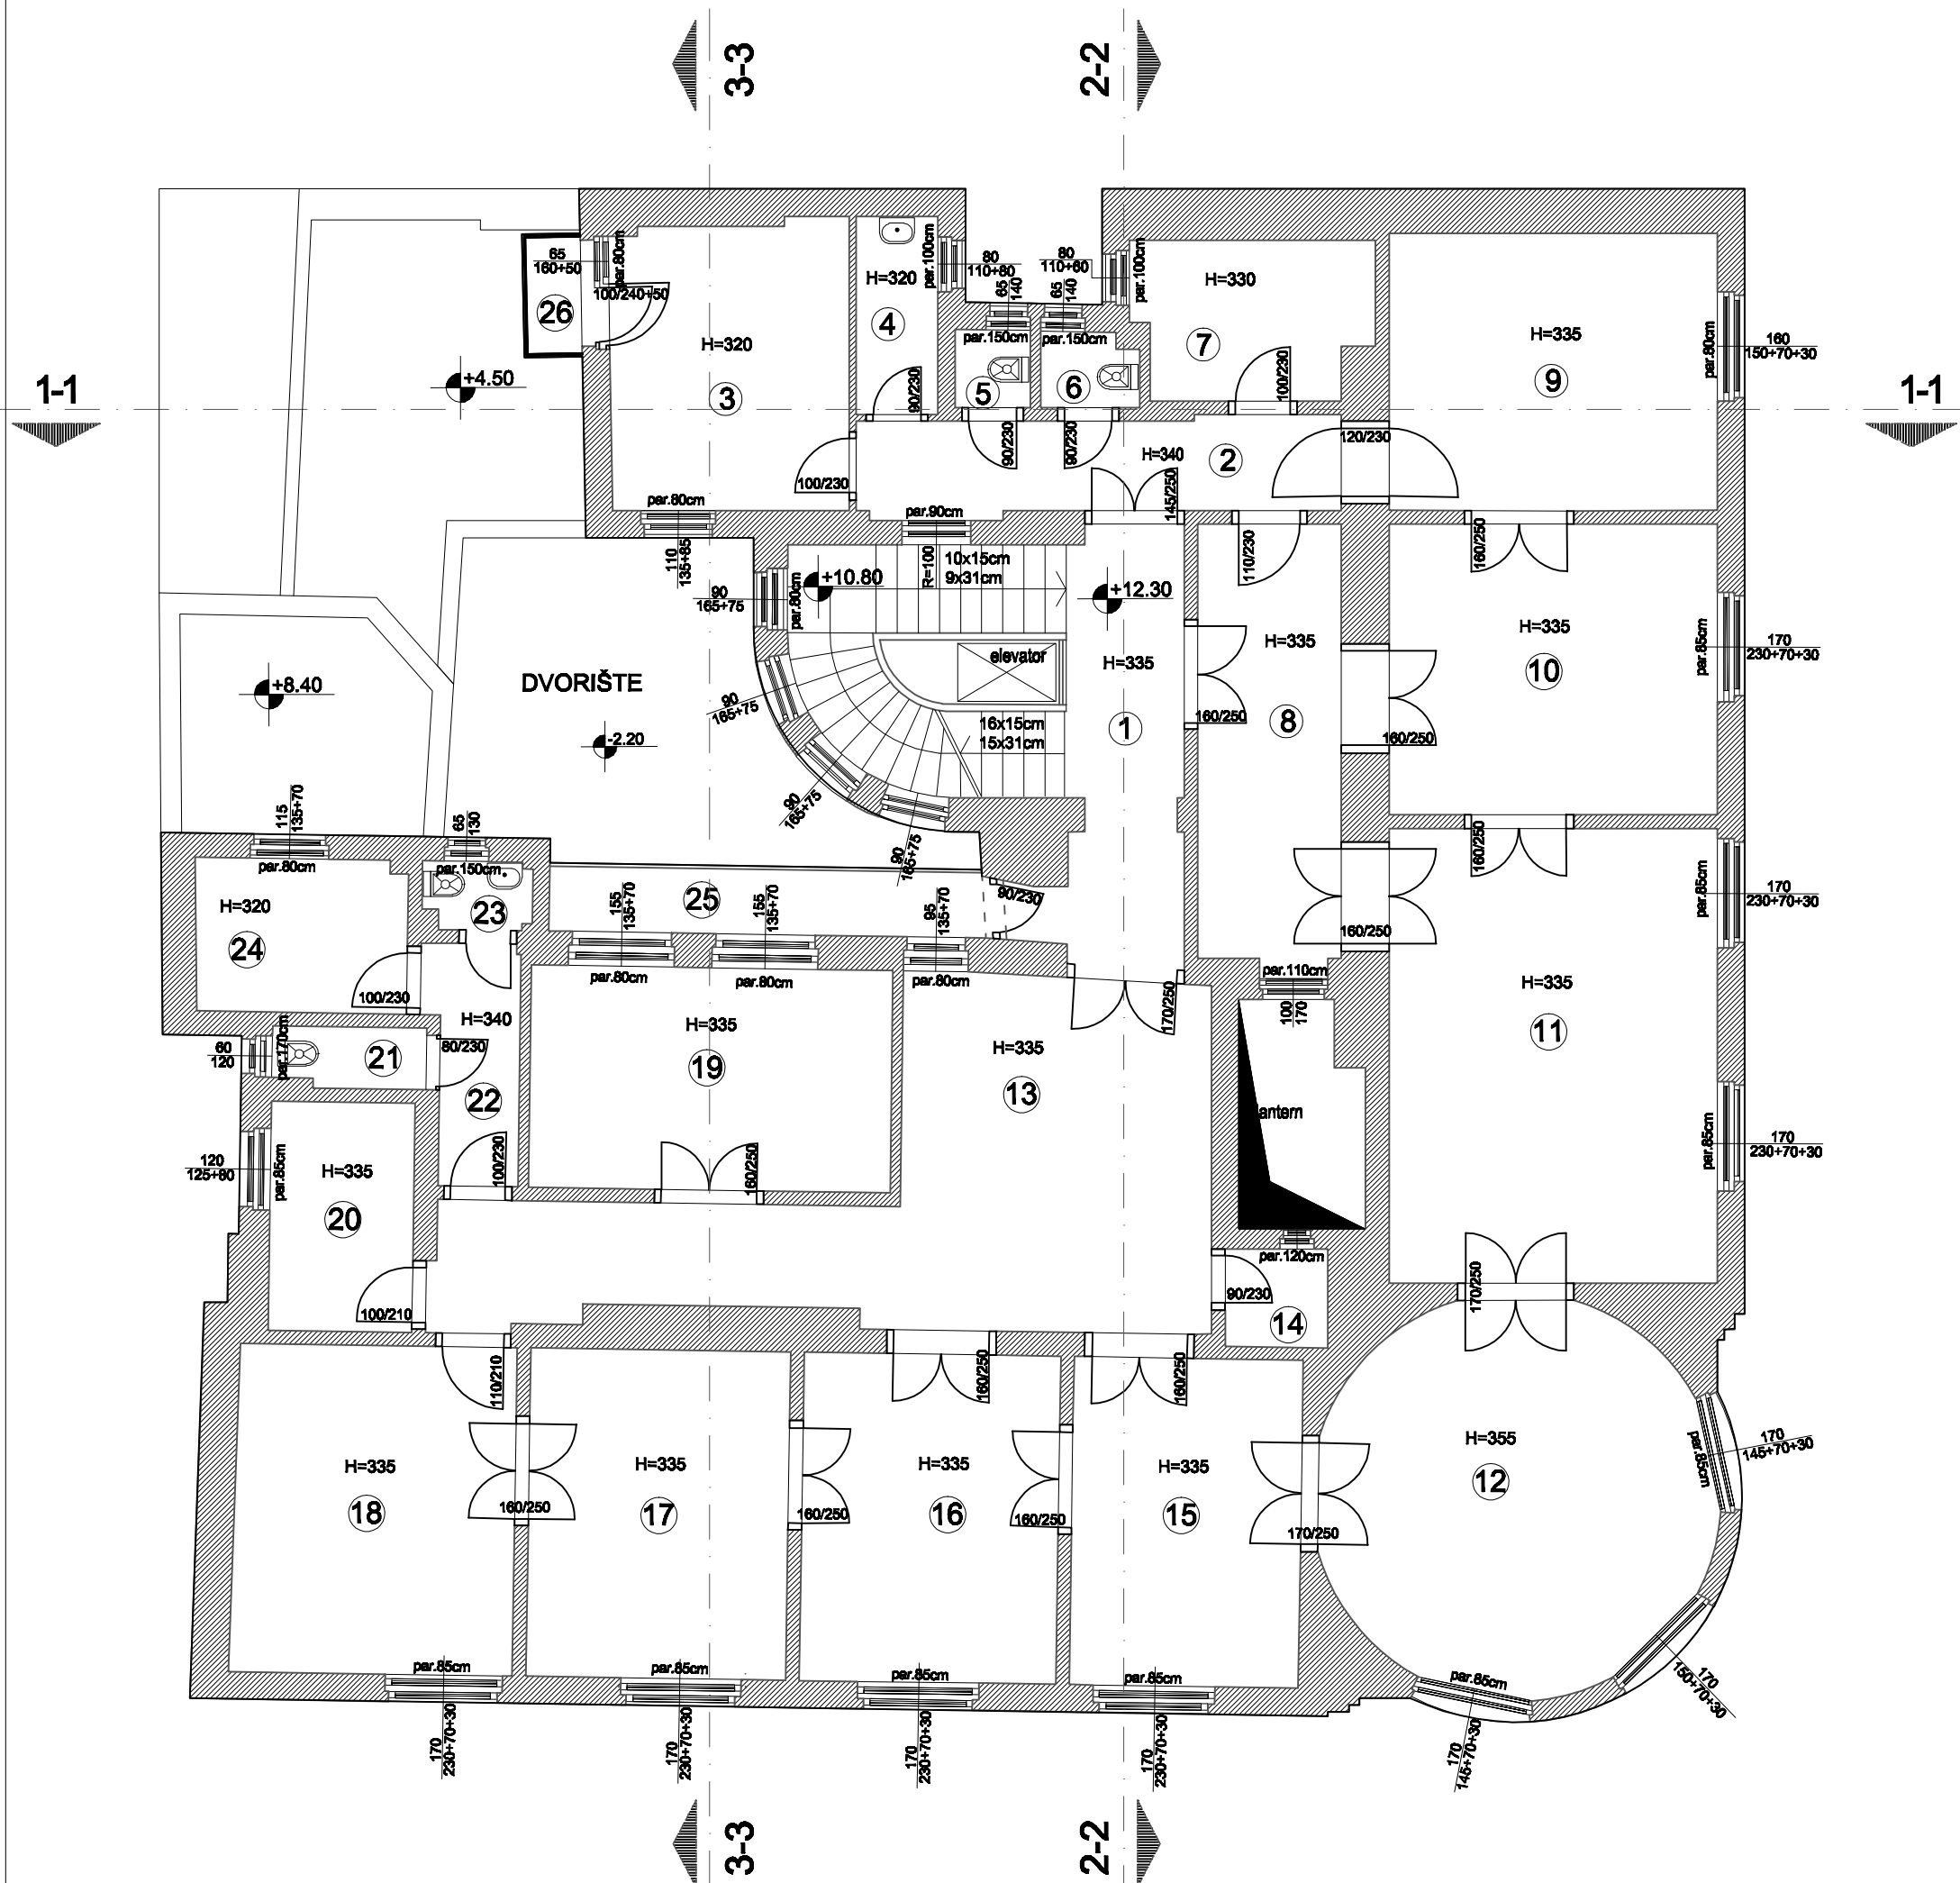 3-3
2-2
1-1
1-1
65
160+50
par.80cm
100/240+50
26
+4.50
H=320
3
par.80cm
110
135+85
100/230
H=320
4
par.100cm
90/230
80
110+80
80
110+60
par.100cm
65
140
65
140
par.150cm
par.150cm
5
6
90/230
90/230
H=330
7
100/230
H=335
9
par.80cm
160
150+70+30
H=340
2
145/250
120/230
par.90cm
R=100
10x15cm
9x31cm
+10.80
+12.30
90
165+75
par.80cm
110/230
160/250
H=335
10
par.85cm
170
230+70+30
H=335
8
160/250
160/250
elevator
H=335
1
16x15cm
15x31cm
DVORIŠTE
-2.20
+8.40
90
165+75
90
165+75
90
165+75
115
135+70
par.80cm
65
130
par.150cm
H=320
24
23
100/230
25
155
135+70
155
135+70
95
135+70
90/230
par.80cm
par.80cm
par.80cm
160/250
160/250
par.85cm
170
230+70+30
H=335
11
par.85cm
170
230+70+30
par.110cm
100
170
170/250
H=340
60
120
par.170cm
21
80/230
22
100/230
H=335
19
160/250
H=335
13
antern
120
125+80
par.85cm
H=335
20
100/210
par.120cm
90/230
14
170/250
110/210
160/250
160/250
H=335
18
160/250
H=335
17
160/250
H=335
16
160/250
H=335
15
170/250
H=355
12
par.85cm
170
145+70+30
170
150+70+30
par.85cm
170
145+70+30
par.85cm
par.85cm
par.85cm
par.85cm
170
230+70+30
170
230+70+30
170
230+70+30
170
230+70+30
3-3
2-2